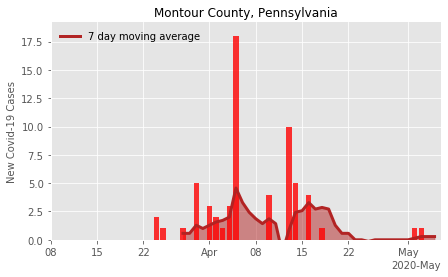 Montour County, Pennsylvania
7 day moving average
New Covid-19 Cases
17.5
15.0
12.5
10.0
7.5
5.0
2.5
0.0
08
15
22
Apr
08
15
22
May
2020-May